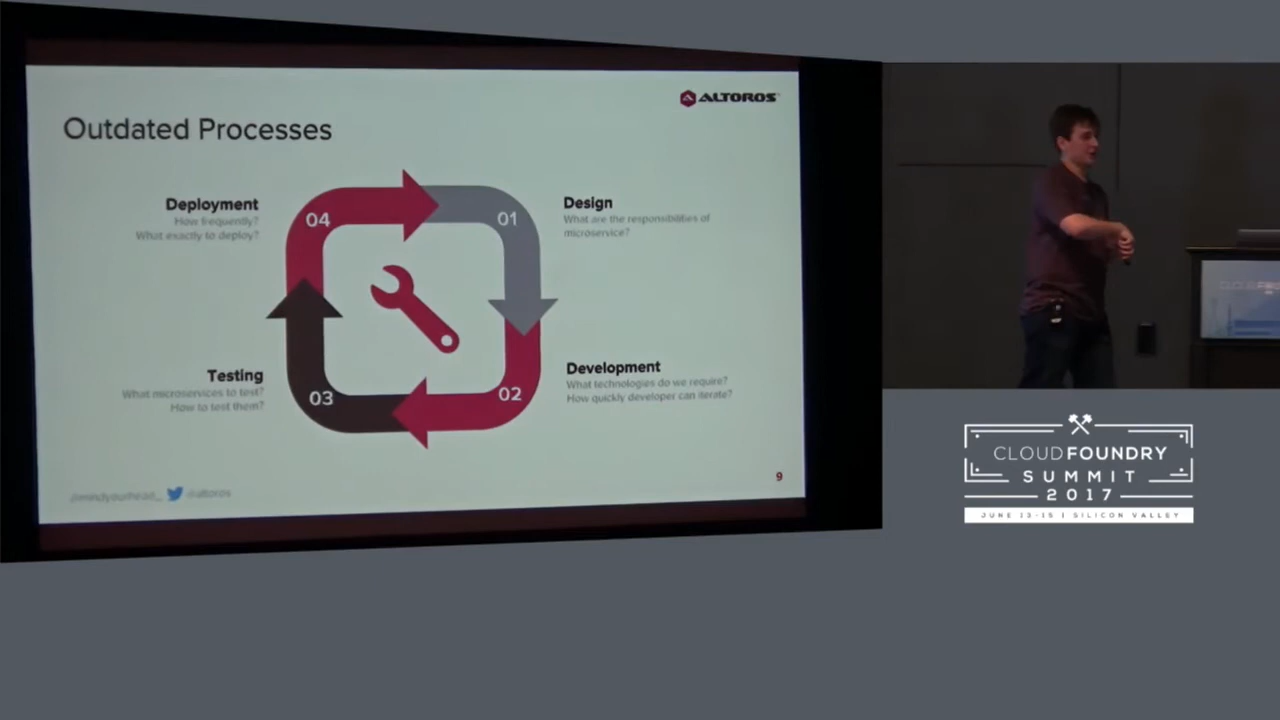 ALTOROS
Outdated Processes
Deployment
How frequently?
What exactly to deploy?
04
01
Design
What are the responsibilities of
microservice?
Testing
What microservices to test?
How to test them?
03
02
Development
What technologies do we require?
How quickly developer can iterate?
9
@mindyourhead_ @altoros
CLOUD FOUNDRY
SUMMIT
2017
JUNE 13-15 | SILICON VALLEY